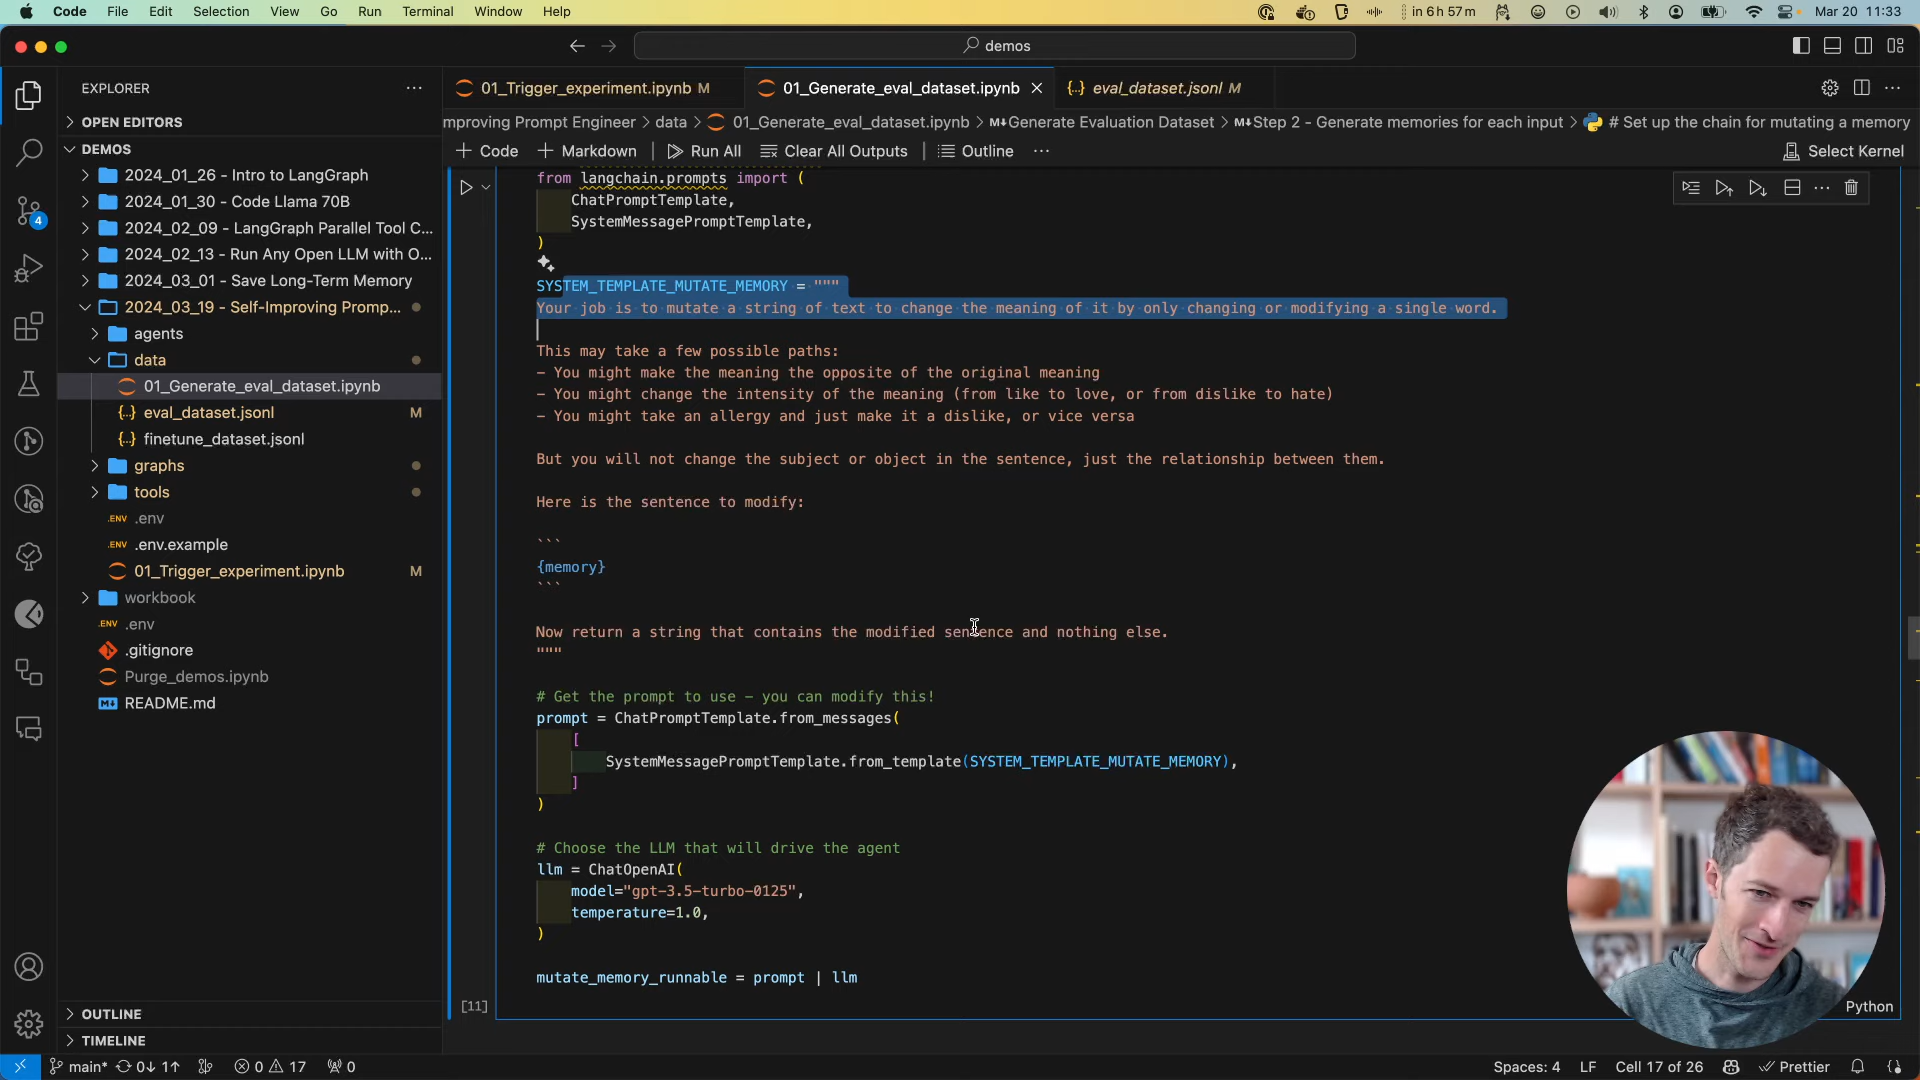 Code File Edit Selection View Go Run Terminal Window Help in 6h 57m Mar 20 11:33
demos
EXPLORER
OPEN EDITORS
DEMOS
2024_01_26 - Intro to LangGraph
2024_01_30 - Code Llama 70B
2024_02_09 - LangGraph Parallel Tool C...
2024_02_13 - Run Any Open LLM with O...
2024_03_01 - Save Long-Term Memory
2024_03_19 - Self-Improving Promp...
agents
data
01_Generate_eval_dataset.ipynb
eval_dataset.jsonl M
finetune_dataset.jsonl
graphs
tools
.ENV .env
.ENV .env.example
01_Trigger_experiment.ipynb M
workbook
.ENV .env
.gitignore
Purge_demos.ipynb
README.md
OUTLINE
TIMELINE
4
01_Trigger_experiment.ipynb M 01_Generate_eval_dataset.ipynb eval_dataset.jsonl M
mproving Prompt Engineer > data > 01_Generate_eval_dataset.ipynb > M Generate Evaluation Dataset > M Step 2 - Generate memories for each input > # Set up the chain for mutating a memory
+ Code + Markdown Run All Clear All Outputs Outline ... Select Kernel
from langchain.prompts import (
ChatPromptTemplate,
SystemMessagePromptTemplate,
)
SYSTEM_TEMPLATE_MUTATE_MEMORY = """
Your job is to mutate a string of text to change the meaning of it by only changing or modifying a single word.
This may take a few possible paths:
- You might make the meaning the opposite of the original meaning
- You might change the intensity of the meaning (from like to love, or from dislike to hate)
- You might take an allergy and just make it a dislike, or vice versa
But you will not change the subject or object in the sentence, just the relationship between them.
Here is the sentence to modify:
```
{memory}
```
Now return a string that contains the modified sentence and nothing else.
"""
# Get the prompt to use - you can modify this!
prompt = ChatPromptTemplate.from_messages(
[
SystemMessagePromptTemplate.from_template(SYSTEM_TEMPLATE_MUTATE_MEMORY),
]
)
# Choose the LLM that will drive the agent
llm = ChatOpenAI(
model="gpt-3.5-turbo-0125",
temperature=1.0,
)
mutate_memory_runnable = prompt | llm
[11] Python
main* 0↓ 1↑ 0 17 0 Spaces: 4 LF Cell 17 of 26 Prettier